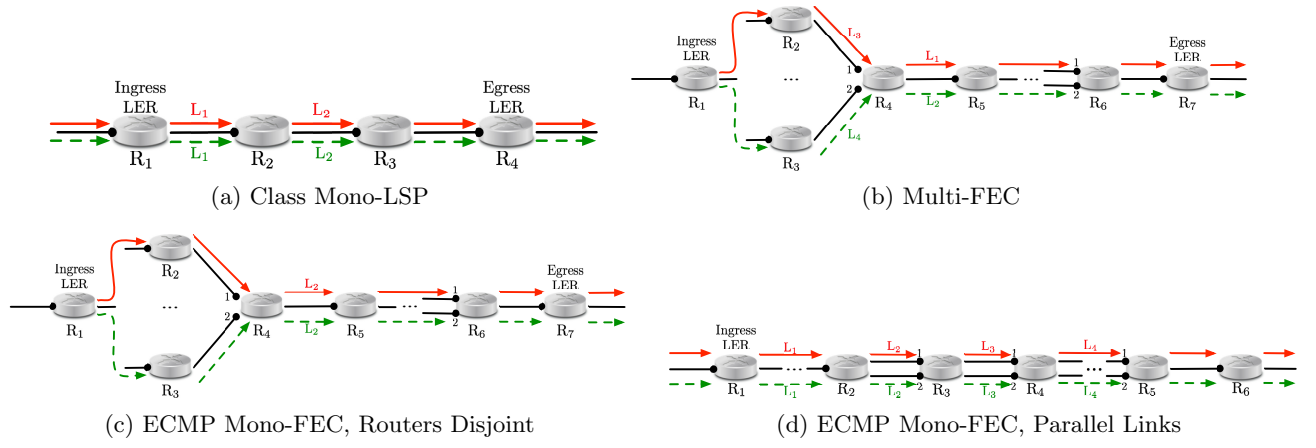 Ingress
LER
L₁
L₂
Egress
LER
L₁
L₂
R₁
R₂
R₃
R₄
(a) Class Mono-LSP
Ingress
LER
R₁
R₂
...
R₃
L₃
L₄
1
2
R₄
L₁
L₂
R₅
...
1
2
R₆
Egress
LER
R₇
(b) Multi-FEC
Ingress
LER
R₁
R₂
...
R₃
1
2
R₄
L₂
L₂
R₅
...
1
2
R₆
Egress
LER
R₇
(c) ECMP Mono-FEC, Routers Disjoint
Ingress
LER
R₁
L₁
...
L₁
R₂
L₂
L₂
1
2
R₃
L₃
L₃
1
2
R₄
L₄
...
L₄
1
2
R₅
R₆
(d) ECMP Mono-FEC, Parallel Links